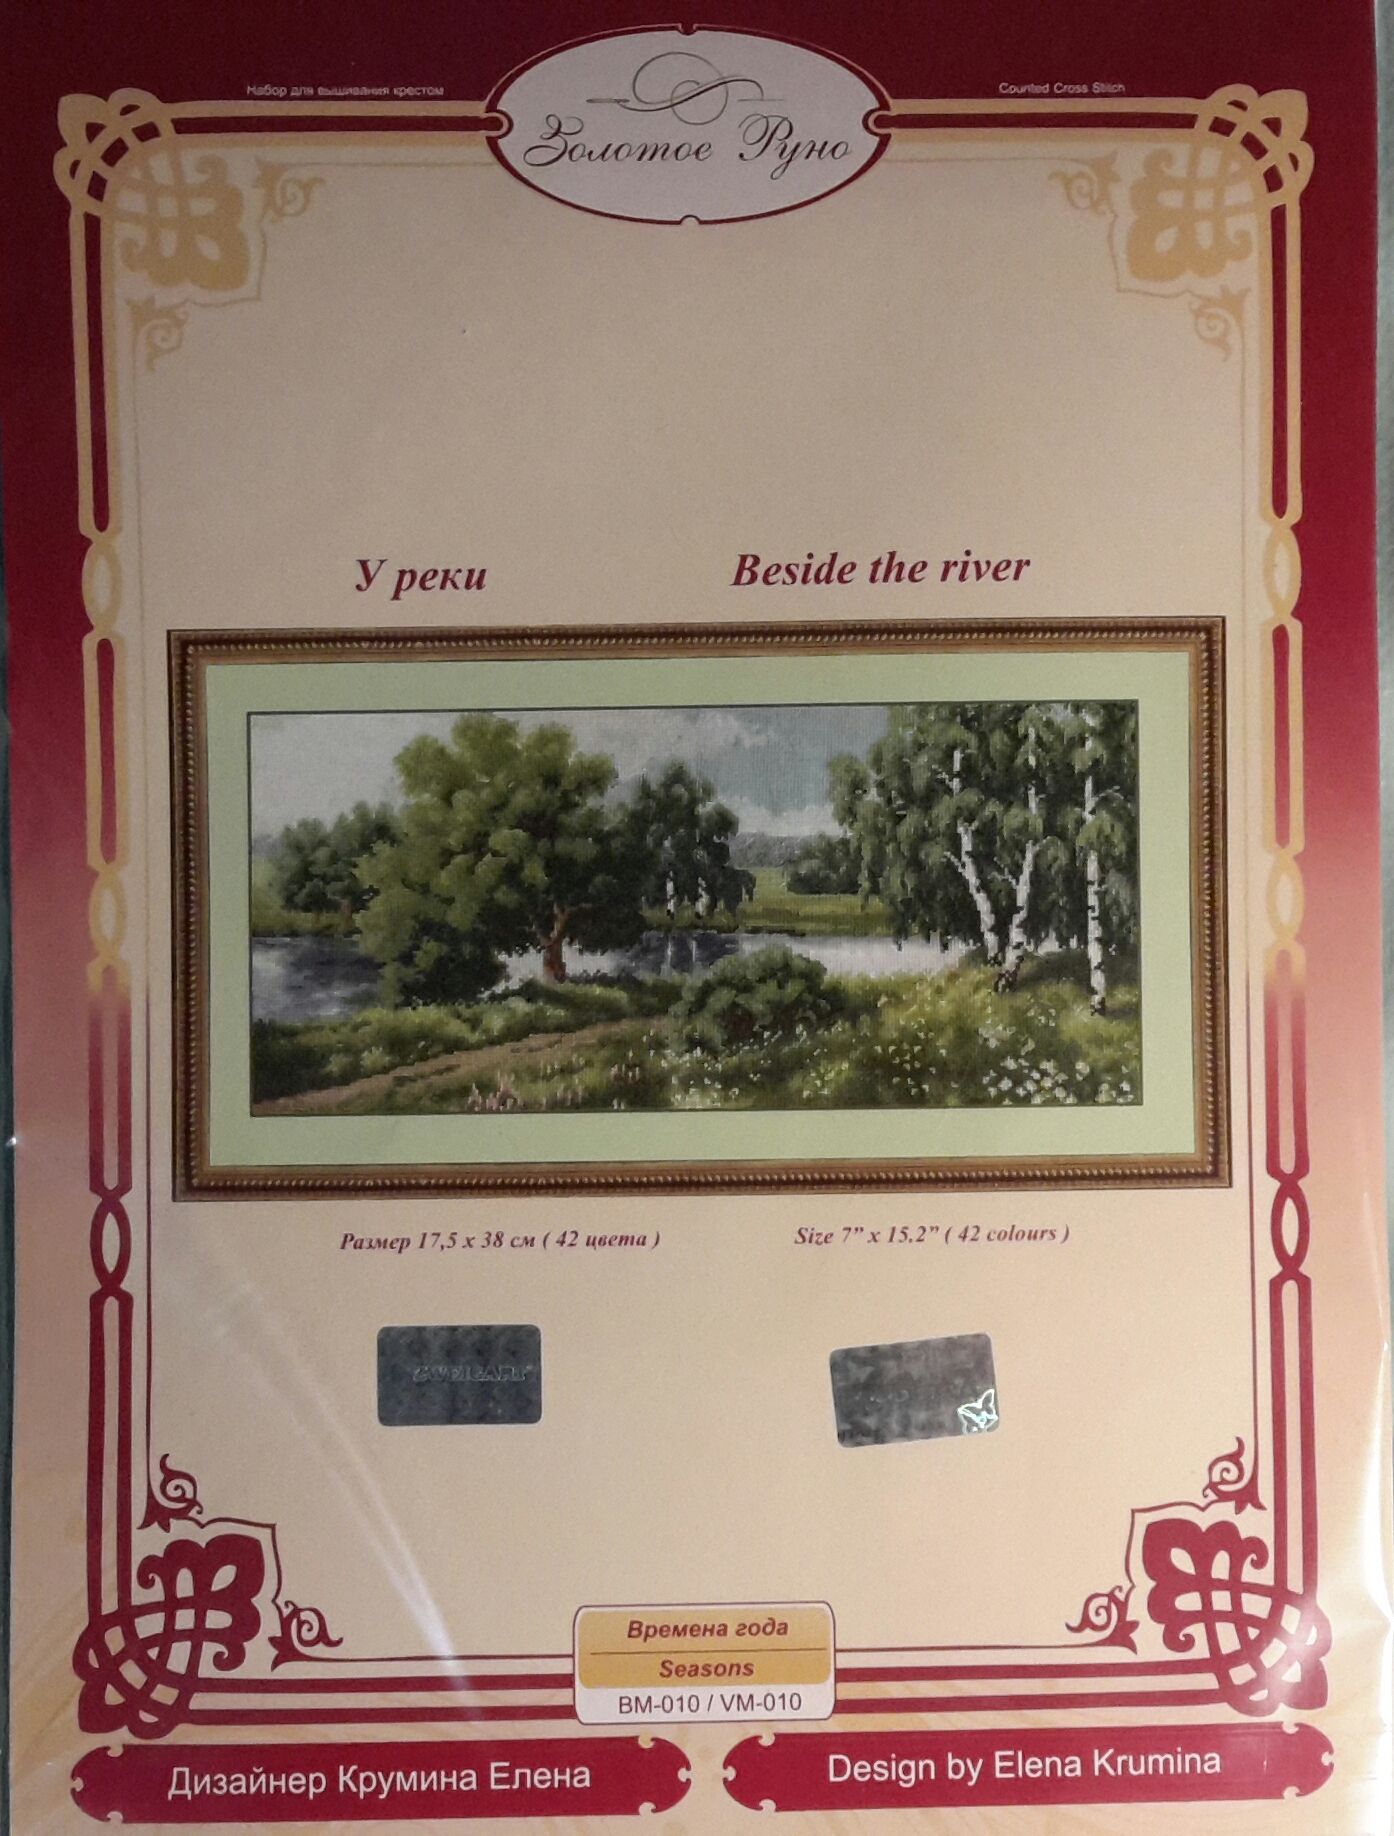 Набор для вышивания крестом
Counted Cross Stitch
Золотое Руно
У реки
Beside the river
Размер 17,5 x 38 см ( 42 цвета )
Size 7” x 15.2” ( 42 colours )
ZWEIGART
Времена года
Seasons
ВМ-010 / VM-010
Дизайнер Крумина Елена
Design by Elena Krumina